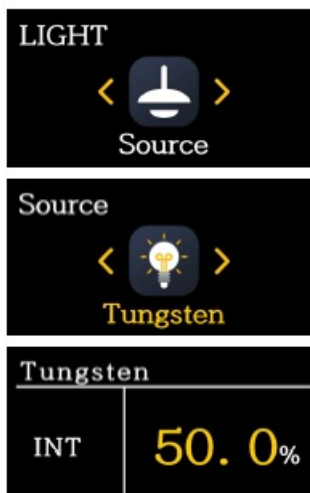 LIGHT
Source
Source
Tungsten
Tungsten
INT
50. 0%